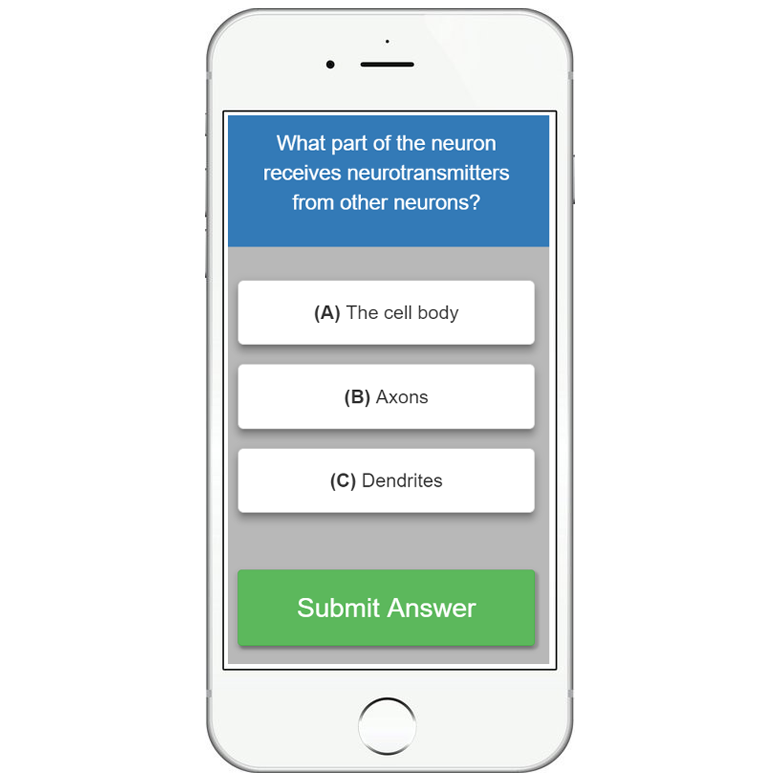 What part of the neuron
receives neurotransmitters
from other neurons?
(A) The cell body
(B) Axons
(C) Dendrites
Submit Answer